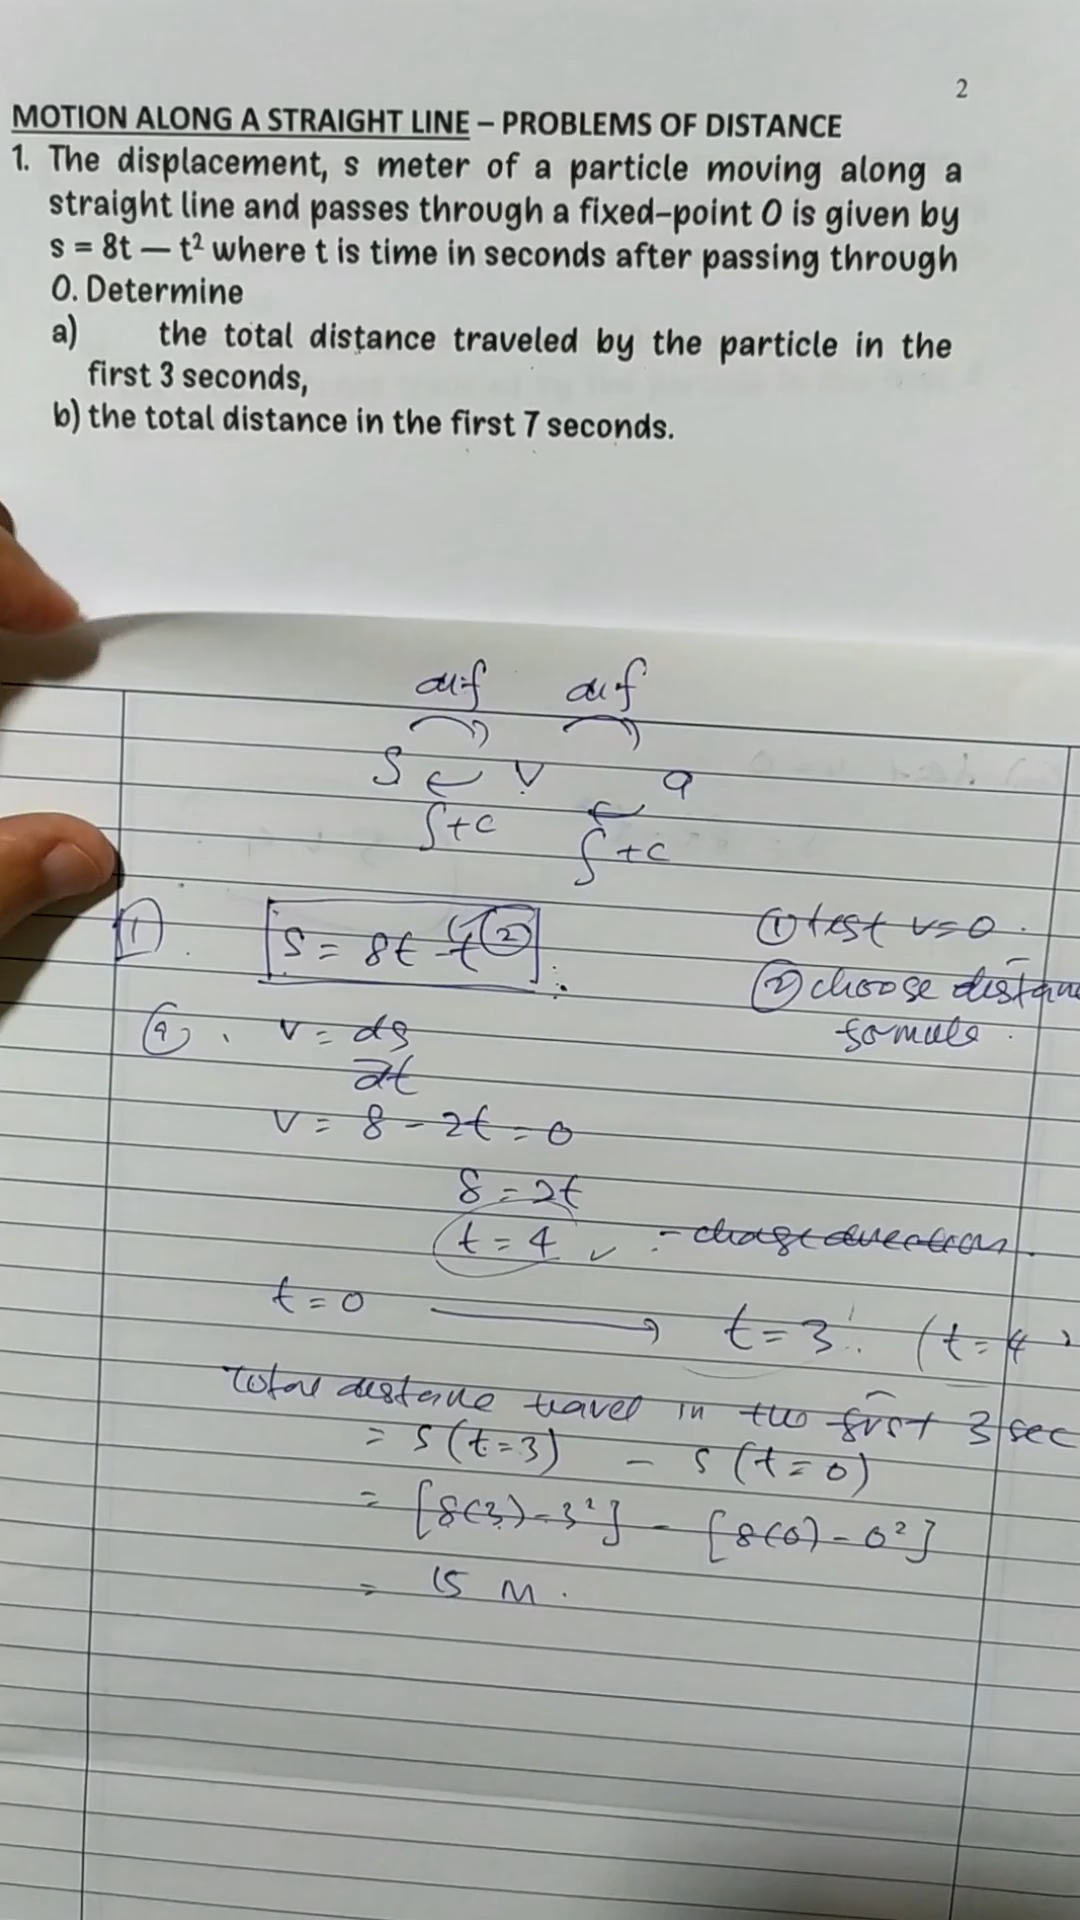 2
MOTION ALONG A STRAIGHT LINE – PROBLEMS OF DISTANCE
1. The displacement, s meter of a particle moving along a
straight line and passes through a fixed-point O is given by
s = 8t — t² where t is time in seconds after passing through
O. Determine
a) the total distance traveled by the particle in the
first 3 seconds,
b) the total distance in the first 7 seconds.
dif dif
S v a
∫+c ∫+c
1 S = 8t - t²
① test v=0.
② choose distan
formula.
a. v = ds
dt
v = 8 - 2t = 0
8 = 2t
t = 4 ✓ - change direction.
t = 0 → t = 3 (t = 4)
Total distance travel in the first 3 sec
= s(t=3) - s(t=0)
= [8(3) - 3²] - [8(0) - 0²]
= 15 m.